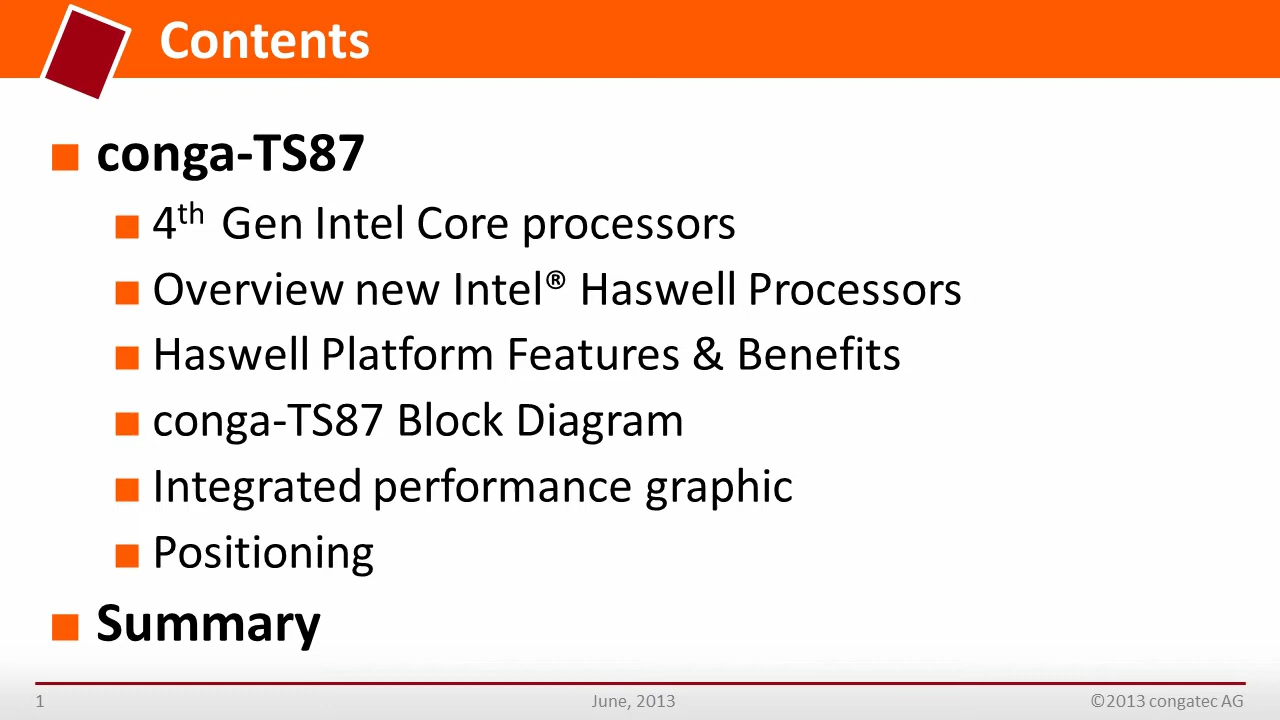 Contents
conga-TS87
4th Gen Intel Core processors
Overview new Intel® Haswell Processors
Haswell Platform Features & Benefits
conga-TS87 Block Diagram
Integrated performance graphic
Positioning
Summary
1 June, 2013 ©2013 congatec AG